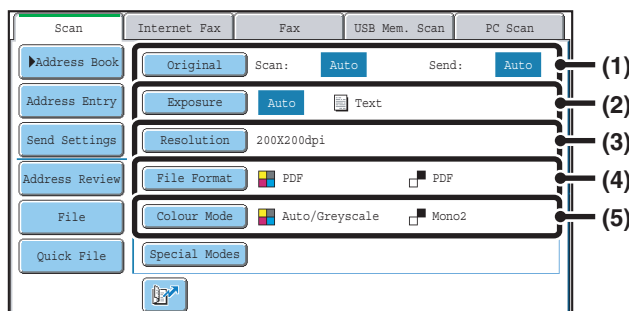 Scan Internet Fax Fax USB Mem. Scan PC Scan
Address Book Original Scan: Auto Send: Auto (1)
Address Entry Exposure Auto Text (2)
Send Settings Resolution 200X200dpi (3)
Address Review File Format PDF PDF (4)
File Colour Mode Auto/Greyscale Mono2 (5)
Quick File Special Modes